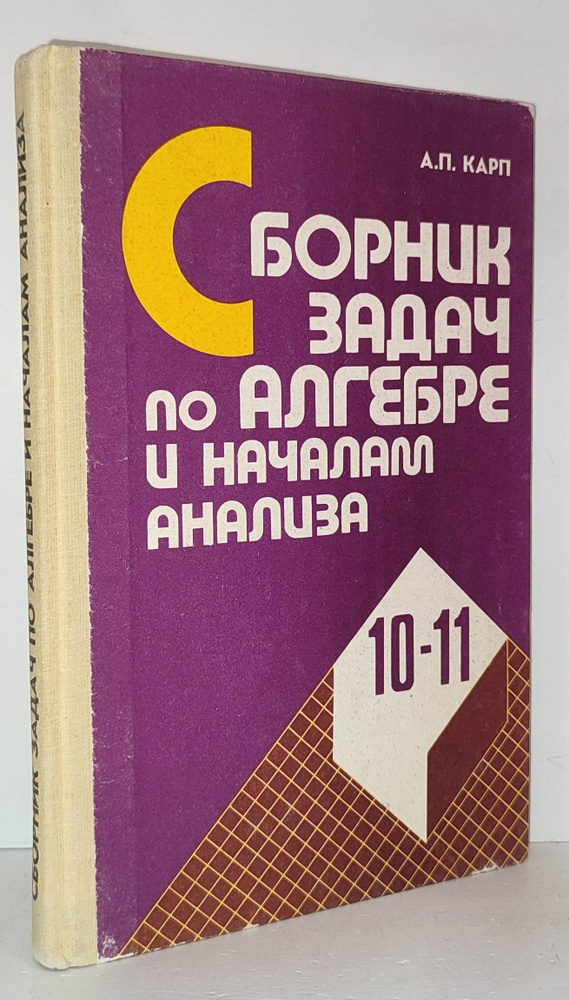 А.П. КАРП
СБОРНИК
ЗАДАЧ
ПО АЛГЕБРЕ
И НАЧАЛАМ
АНАЛИЗА
10-11
СБОРНИК ЗАДАЧ ПО АЛГЕБРЕ И НАЧАЛАМ АНАЛИЗА